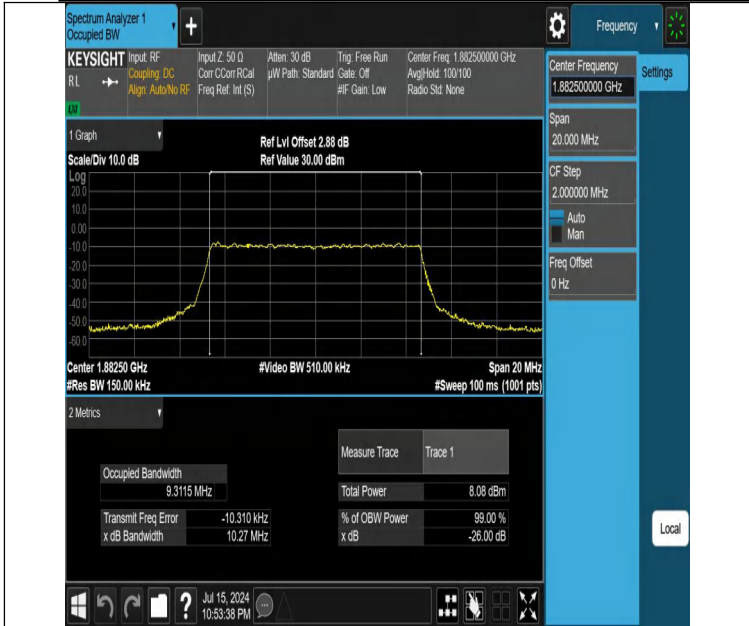 Spectrum Analyzer 1
Occupied BW
Frequency
KEYSIGHT
RL
LXI
Input: RF
Coupling: DC
Align: Auto/No RF
Input Z: 50 Ω
Corr CCorr RCal
Freq Ref: Int (S)
Atten: 30 dB
µW Path: Standard
Trig: Free Run
Gate: Off
#IF Gain: Low
Center Freq: 1.882500000 GHz
Avg|Hold: 100/100
Radio Std: None
Center Frequency
1.882500000 GHz
Settings
Span
20.000 MHz
CF Step
2.000000 MHz
Auto
Man
Freq Offset
0 Hz
Local
1 Graph
Scale/Div 10.0 dB
Ref Lvl Offset 2.88 dB
Ref Value 30.00 dBm
Log
20.0
10.0
0.00
-10.0
-20.0
-30.0
-40.0
-50.0
-60.0
Center 1.88250 GHz
#Video BW 510.00 kHz
Span 20 MHz
#Res BW 150.00 kHz
#Sweep 100 ms (1001 pts)
2 Metrics
Measure Trace Trace 1
Occupied Bandwidth
9.3115 MHz
Total Power 8.08 dBm
Transmit Freq Error -10.310 kHz
% of OBW Power 99.00 %
x dB Bandwidth 10.27 MHz
x dB -26.00 dB
?
Jul 15, 2024
10:53:38 PM